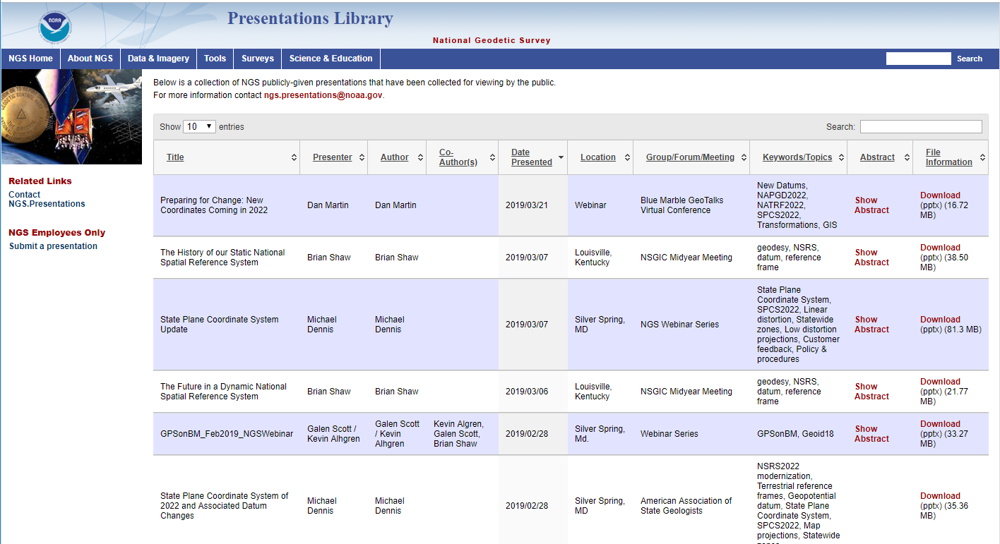 NOAA
Presentations Library
National Geodetic Survey
NGS Home
About NGS
Data & Imagery
Tools
Surveys
Science & Education
Search
Below is a collection of NGS publicly-given presentations that have been collected for viewing by the public.
For more information contact ngs.presentations@noaa.gov.
Related Links
Contact
NGS.Presentations
NGS Employees Only
Submit a presentation
Show 10 entries
Search:
Title
Presenter
Author
Co-
Author(s)
Date
Presented
Location
Group/Forum/Meeting
Keywords/Topics
Abstract
File
Information
Preparing for Change: New
Coordinates Coming in 2022
Dan Martin
Dan Martin
2019/03/21
Webinar
Blue Marble GeoTalks
Virtual Conference
New Datums,
NAPGD2022,
NATRF2022,
SPCS2022,
Transformations, GIS
Show
Abstract
Download
(pptx) (16.72
MB)
The History of our Static National
Spatial Reference System
Brian Shaw
Brian Shaw
2019/03/07
Louisville,
Kentucky
NSGIC Midyear Meeting
geodesy, NSRS,
datum, reference
frame
Show
Abstract
Download
(pptx) (38.50
MB)
State Plane Coordinate System
Update
Michael
Dennis
Michael
Dennis
2019/03/07
Silver Spring,
MD
NGS Webinar Series
State Plane
Coordinate System,
SPCS2022, Linear
distortion, Statewide
zones, Low distortion
projections, Customer
feedback, Policy &
procedures
Show
Abstract
Download
(pptx) (81.3 MB)
The Future in a Dynamic National
Spatial Reference System
Brian Shaw
Brian Shaw
2019/03/06
Louisville,
Kentucky
NSGIC Midyear Meeting
geodesy, NSRS,
datum, reference
frame
Show
Abstract
Download
(pptx) (21.77
MB)
GPSonBM_Feb2019_NGSWebinar
Galen Scott /
Kevin Alhgren
Galen Scott
/ Kevin
Alhgren
Kevin Algren,
Galen Scott,
Brian Shaw
2019/02/28
Silver Spring,
Md.
Webinar Series
GPSonBM, Geoid18
Show
Abstract
Download
(pptx) (33.27
MB)
State Plane Coordinate System of
2022 and Associated Datum
Changes
Michael
Dennis
Michael
Dennis
2019/02/28
Silver Spring,
MD
American Association of
State Geologists
NSRS2022
modernization,
Terrestrial reference
frames, Geopotential
datum, State Plane
Coordinate System,
SPCS2022, Map
projections, Statewide
Download
(pptx) (35.36
MB)